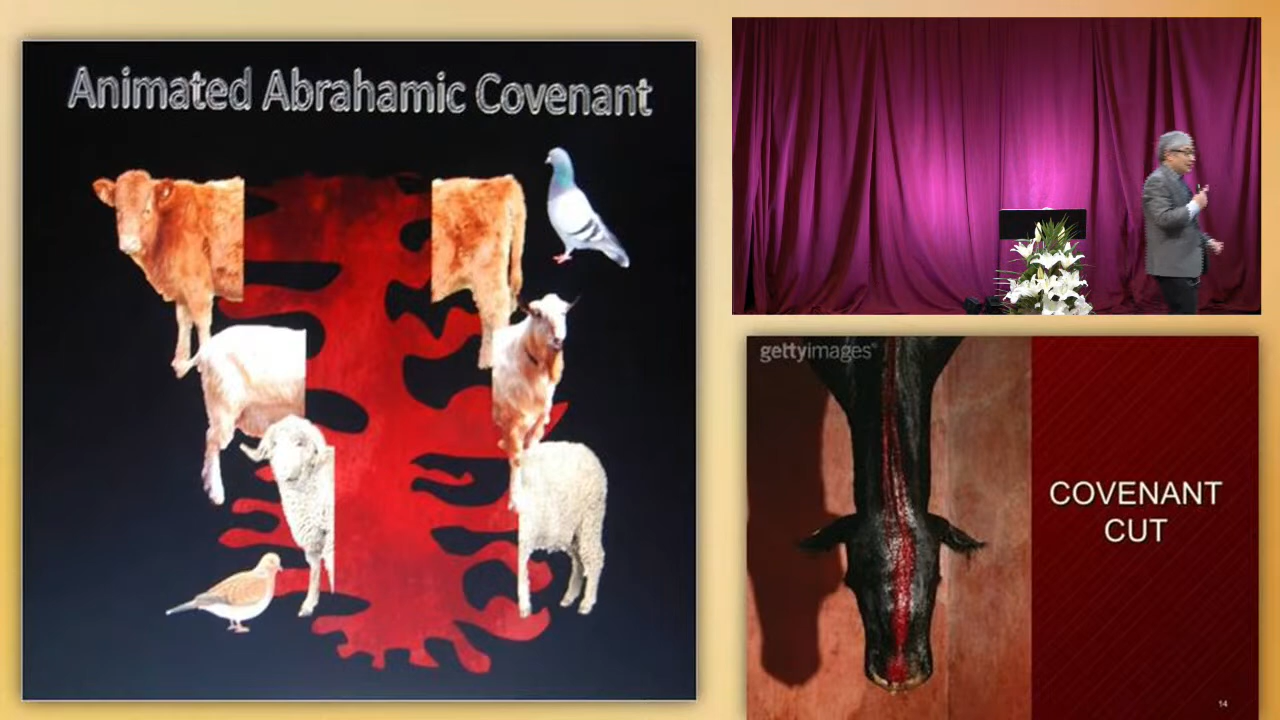 Animated Abrahamic Covenant
gettyimages®
COVENANT
CUT
14